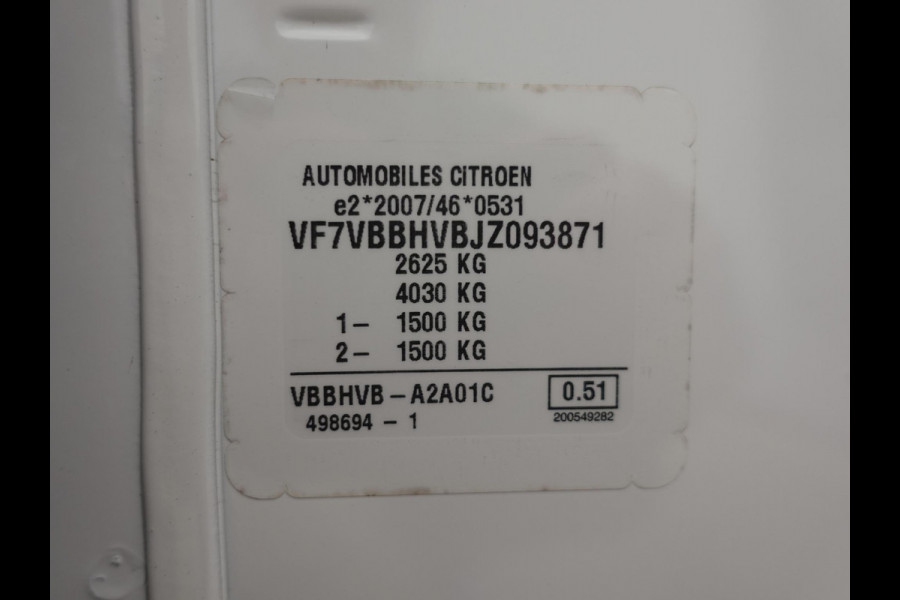 AUTOMOBILES CITROEN
e2*2007/46*0531
VF7VBBHVBJZ093871
2625 KG
4030 KG
1- 1500 KG
2- 1500 KG
VBBHVB-A2A01C 0.51
498694 - 1 200549282